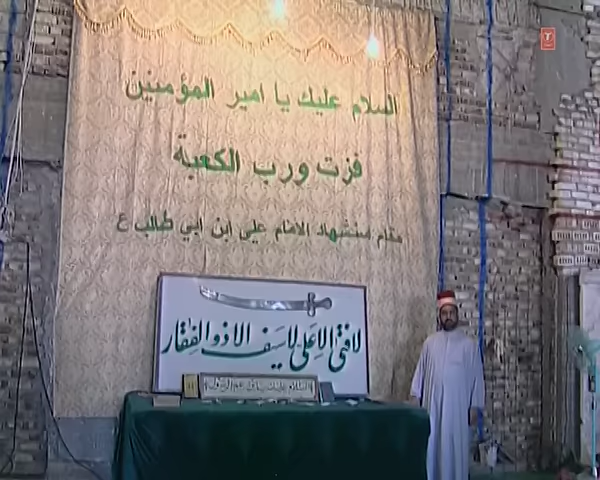 السلام عليك يا امير المؤمنين
فزت ورب الكعبة
مقام استشهاد الامام علي ابن ابي طالب ع
لا فتى الا علي لا سيف الا ذو الفقار
T